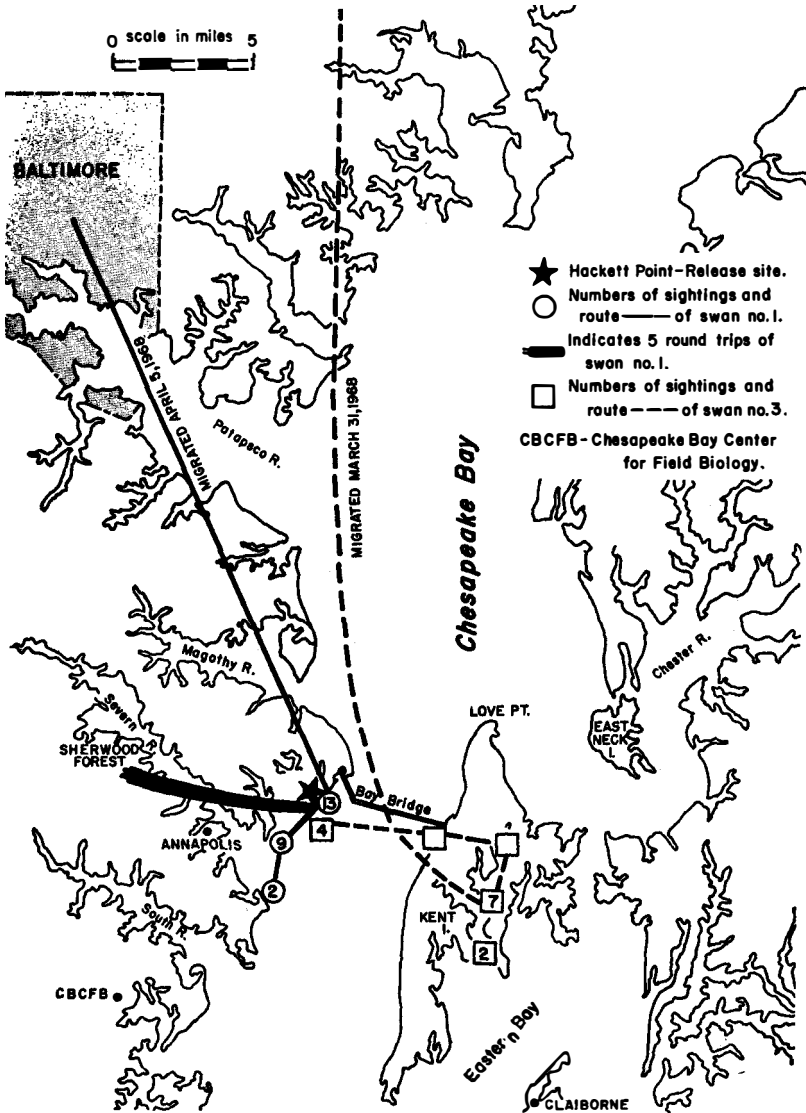 0 scale in miles 5
BALTIMORE
Hackett Point-Release site.
Numbers of sightings and
route —— of swan no.1.
Indicates 5 round trips of
swan no.1.
Numbers of sightings and
route --- of swan no.3.
CBCFB - Chesapeake Bay Center
for Field Biology.
MIGRATED APRIL 5, 1968
MIGRATED MARCH 31, 1968
Patapsco R.
Chesapeake Bay
Magothy R.
Chester R.
Severn R.
LOVE PT.
EAST
NECK
I.
SHERWOOD
FOREST
Bay Bridge
13
4
ANNAPOLIS
9
2
7
South R.
KENT
I.
2
CBCFB
Eastern Bay
CLAIBORNE